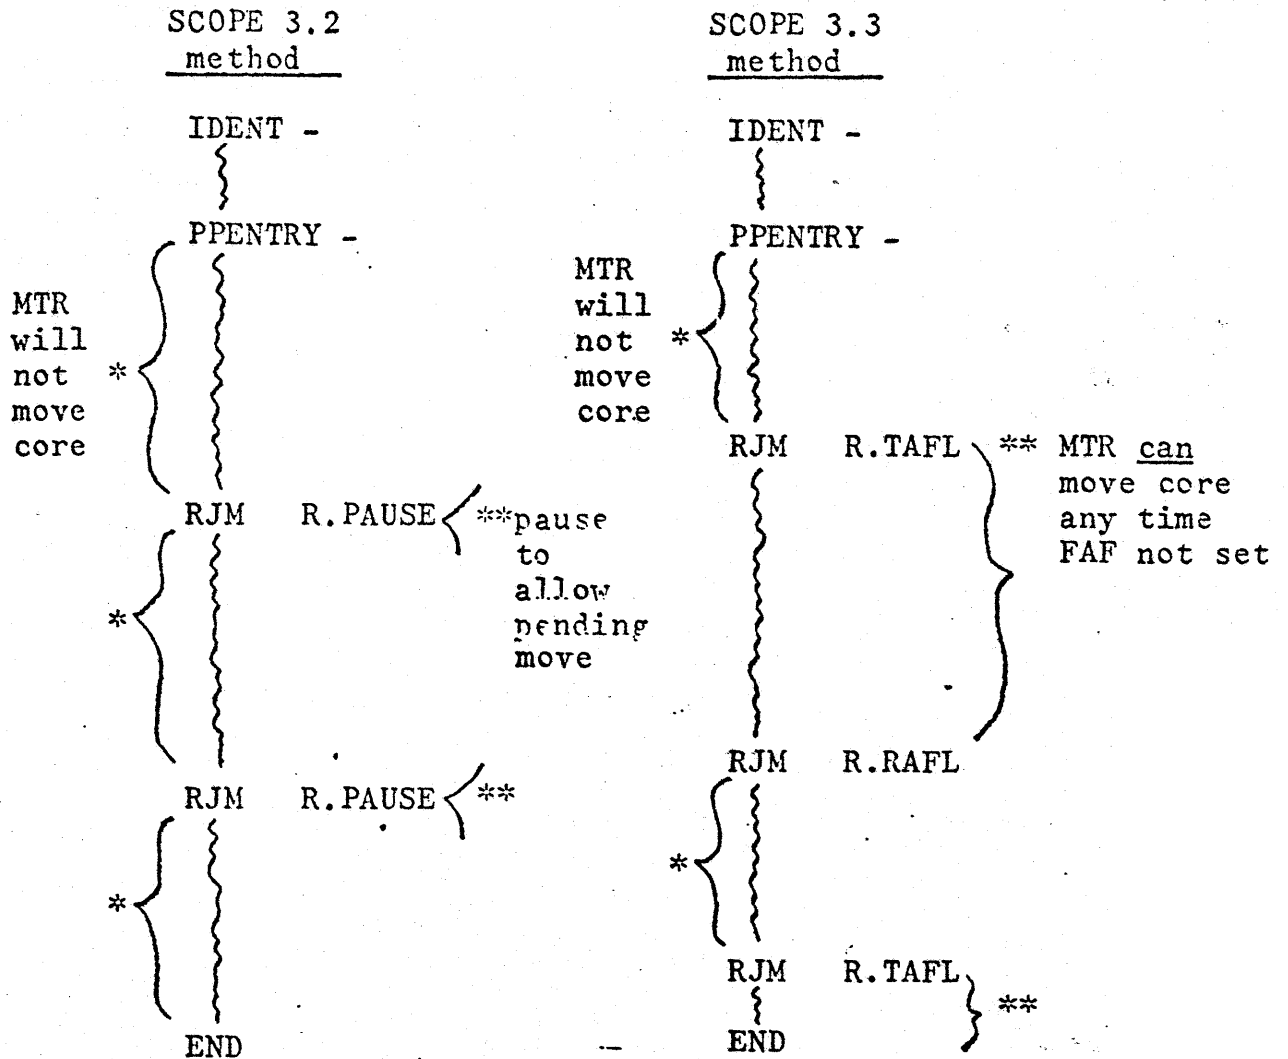 SCOPE 3.2
method
IDENT -
PPENTRY -
MTR
will
not
move
core
*
RJM R.PAUSE
**pause
to
allow
pending
move
*
RJM R.PAUSE
**
*
END
SCOPE 3.3
method
IDENT -
PPENTRY -
MTR
will
not
move
core
*
RJM R.TAFL
** MTR can
move core
any time
FAF not set
RJM R.RAFL
*
RJM R.TAFL
**
END